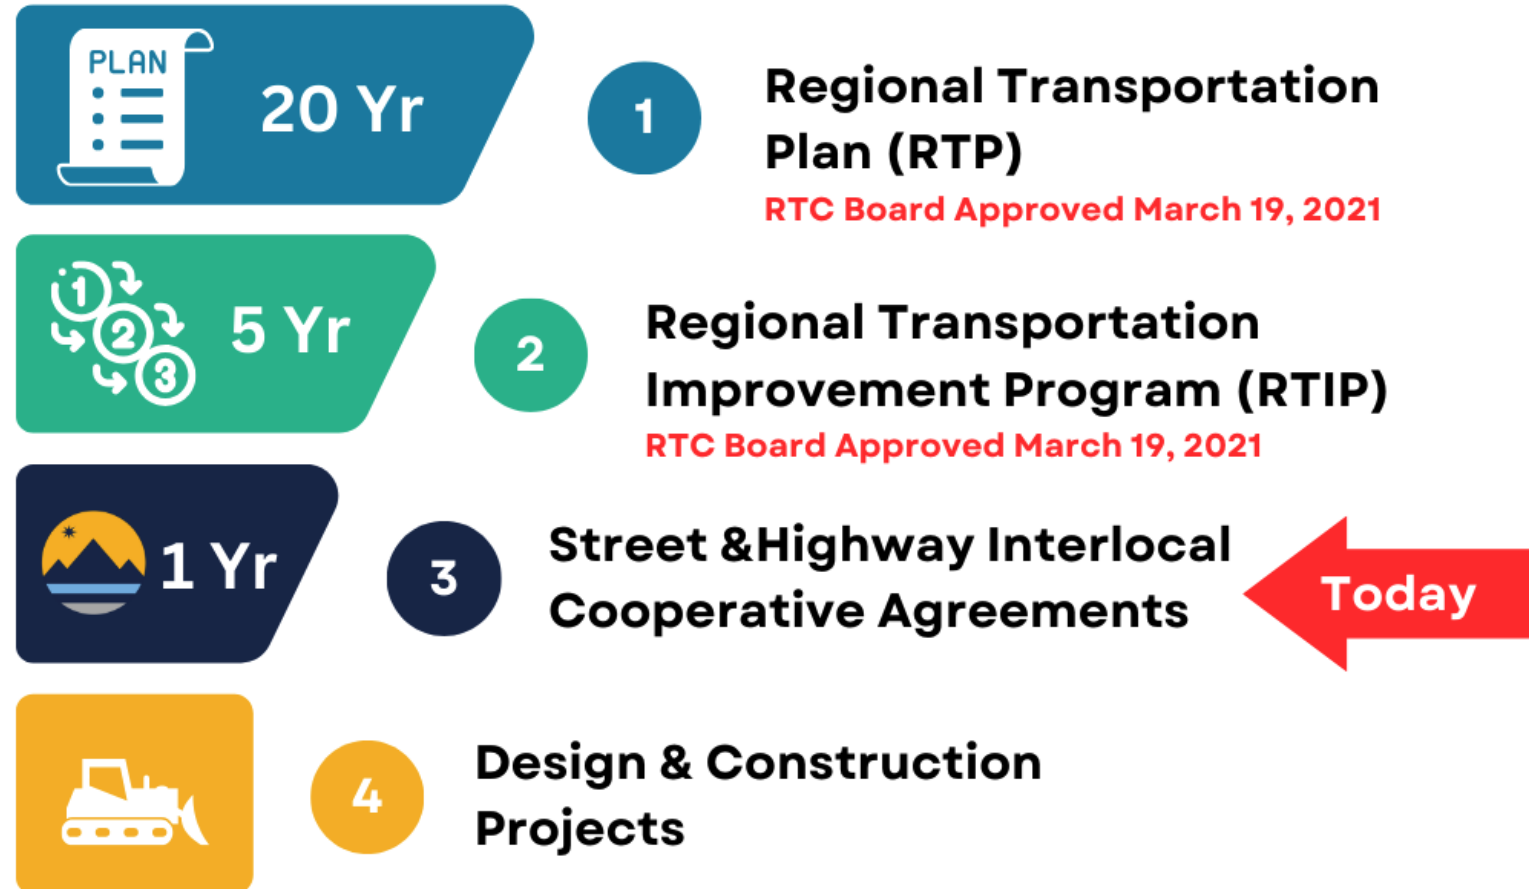 PLAN
20 Yr
1
Regional Transportation
Plan (RTP)
RTC Board Approved March 19, 2021
1
2
3
5 Yr
2
Regional Transportation
Improvement Program (RTIP)
RTC Board Approved March 19, 2021
1 Yr
3
Street &Highway Interlocal
Cooperative Agreements
Today
4
Design & Construction
Projects